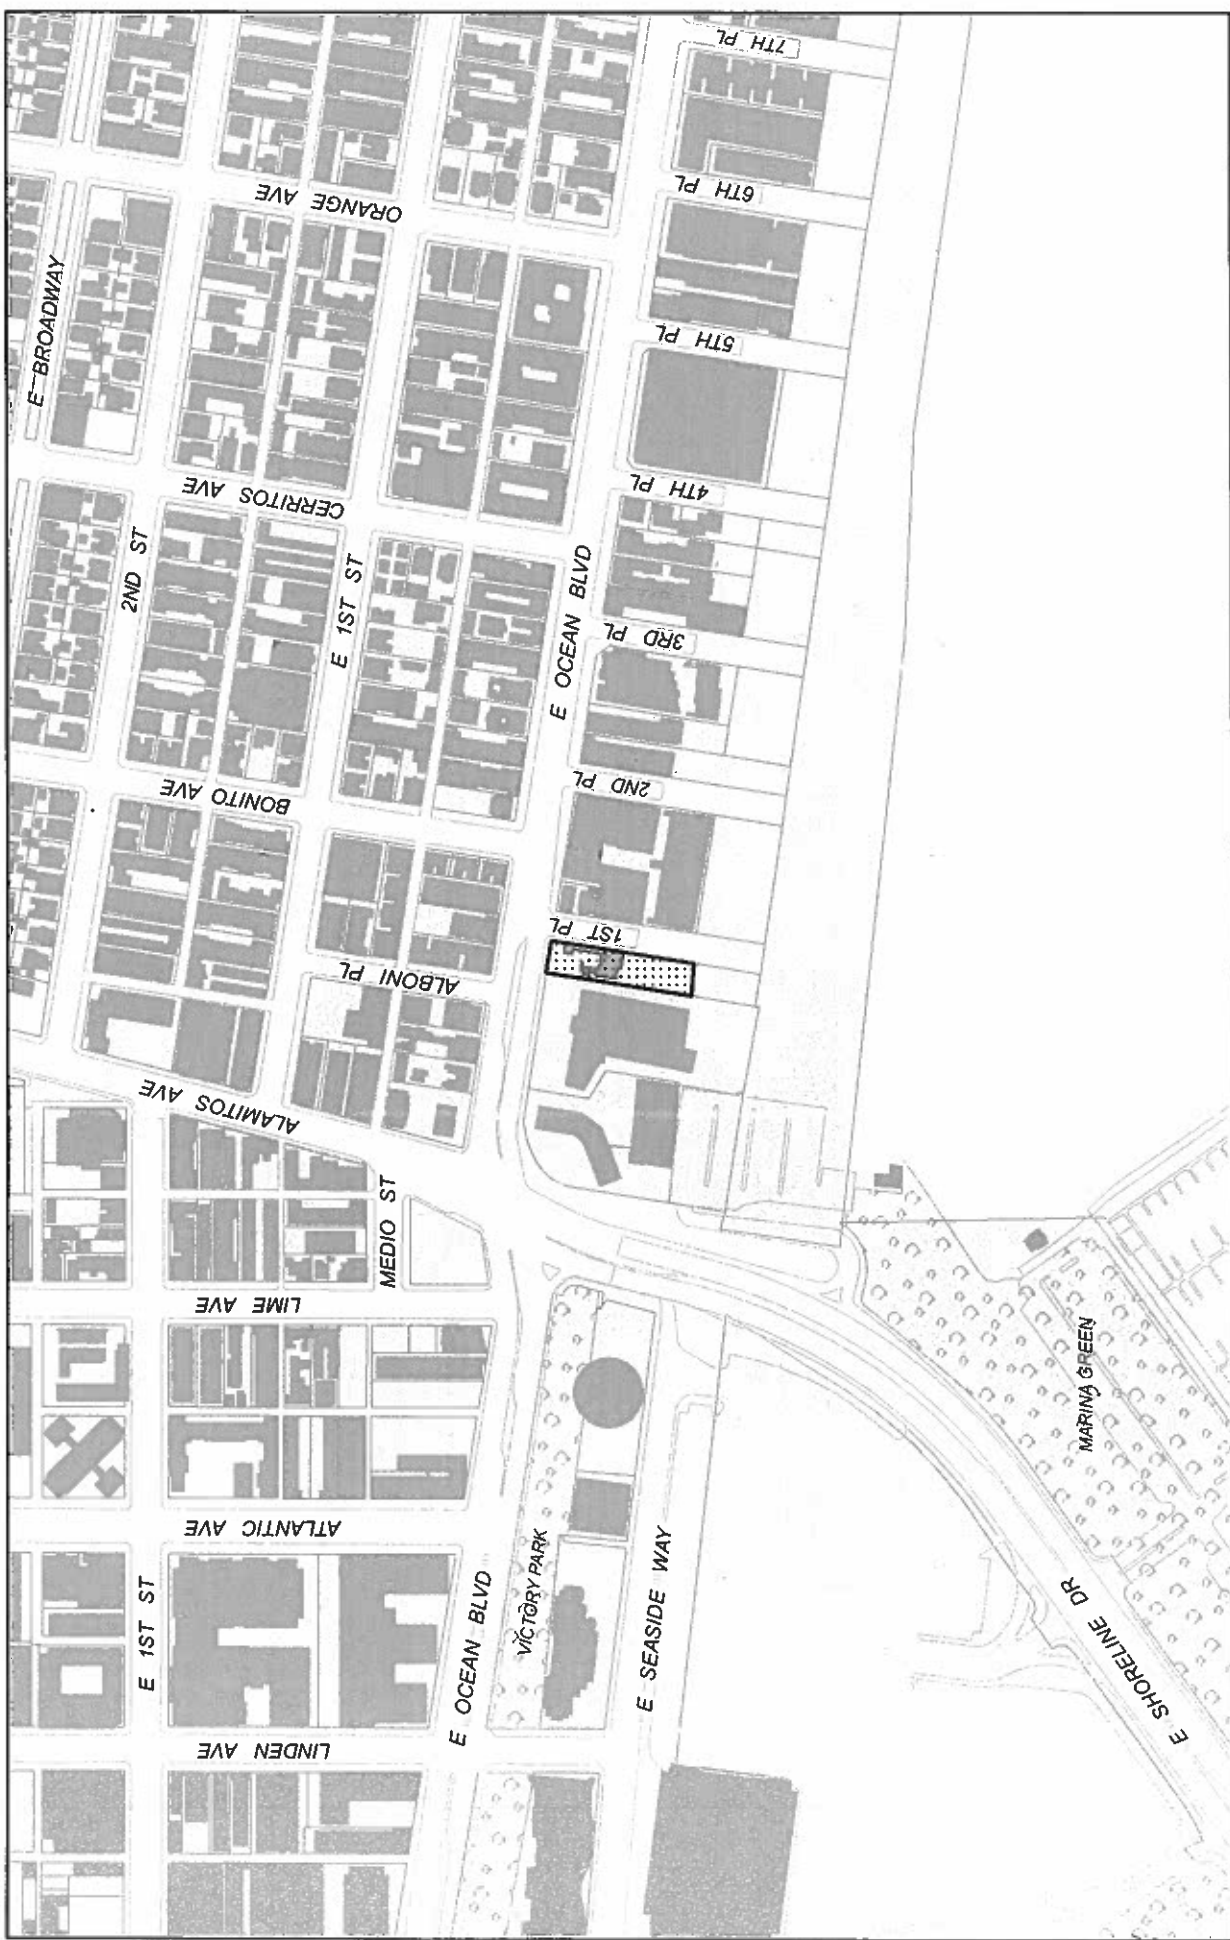 7TH PL
6TH PL
ORANGE AVE
E BROADWAY
5TH PL
4TH PL
CERRITOS AVE
2ND ST
E 1ST ST
E OCEAN BLVD
3RD PL
2ND PL
BONITO AVE
1ST PL
ALBONI PL
ALAMITOS AVE
MEDIO ST
LIME AVE
MARINA GREEN
ATLANTIC AVE
VICTORY PARK
E 1ST ST
E OCEAN BLVD
E SEASIDE WAY
E SHORELINE DR
LINDEN AVE